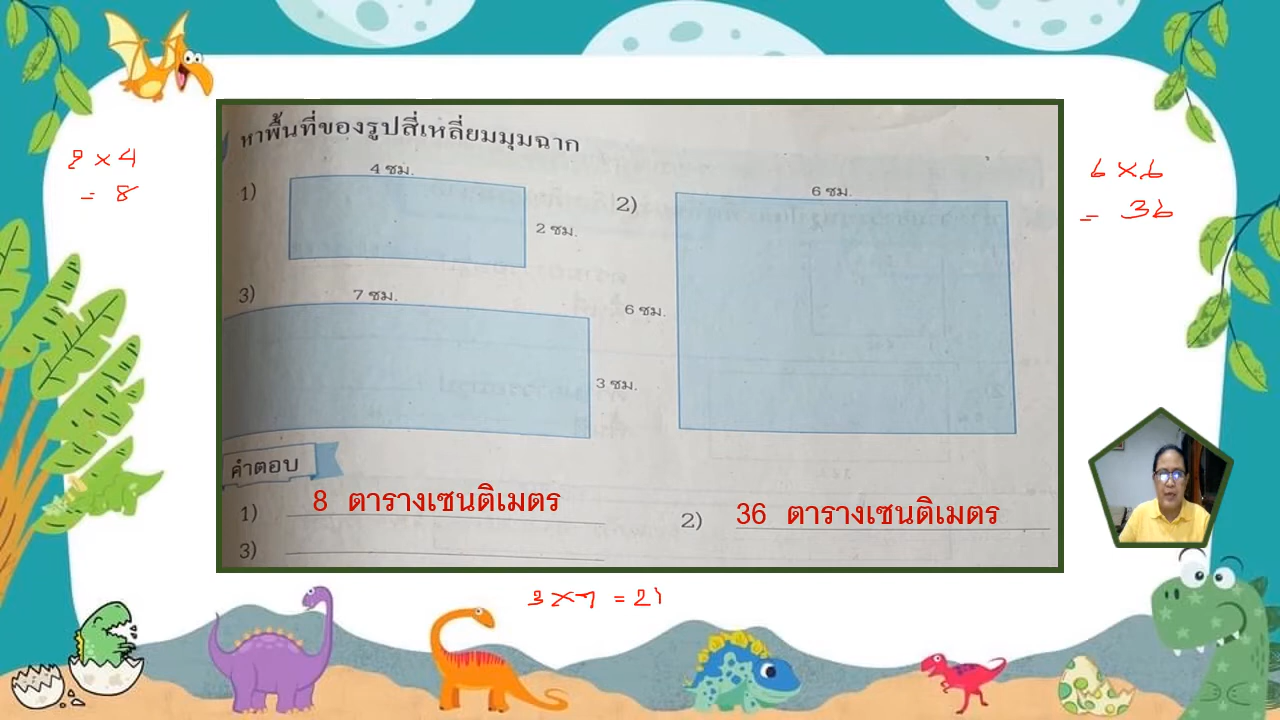 หาพื้นที่ของรูปสี่เหลี่ยมมุมฉาก
1)
4 ซม.
2 ซม.
2)
6 ซม.
6 ซม.
3)
7 ซม.
3 ซม.
2 × 4
= 8
6 × 6
= 36
คำตอบ
1) 8 ตารางเซนติเมตร
2) 36 ตารางเซนติเมตร
3)
3 × 7 = 21